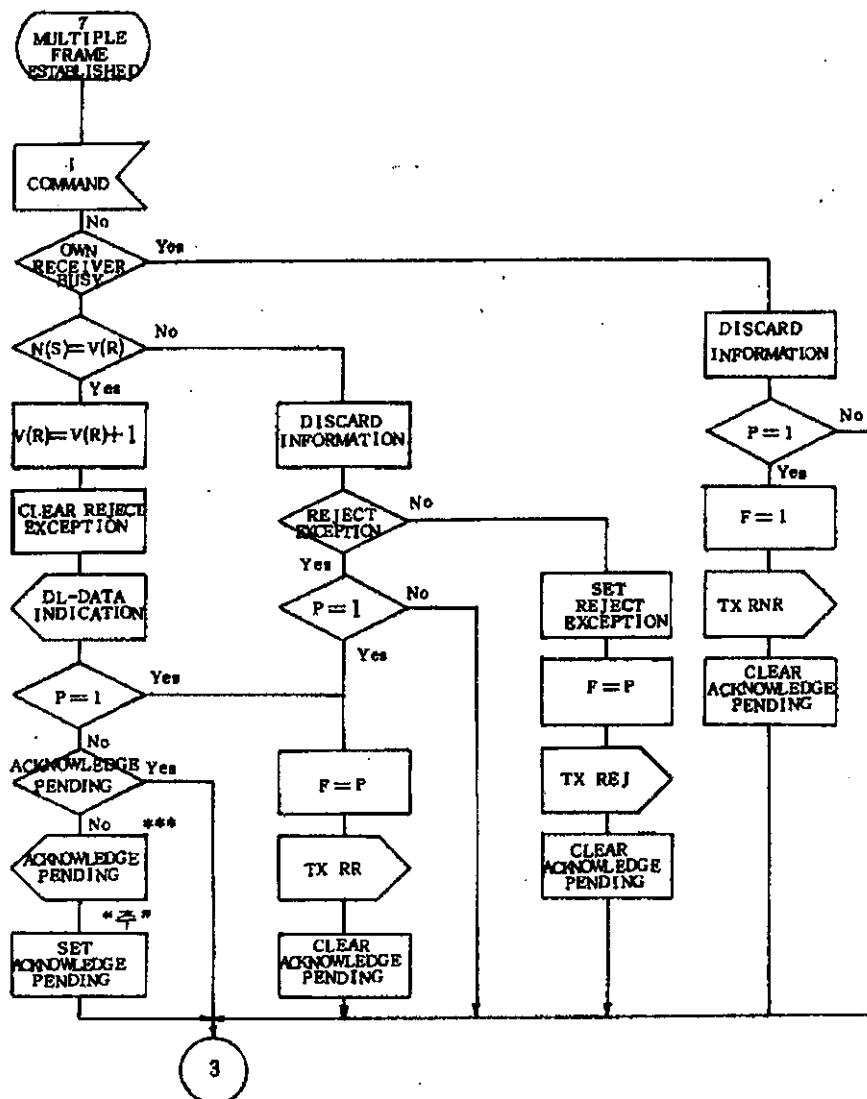 7
MULTIPLE
FRAME
ESTABLISHED
I
COMMAND
No
OWN
RECEIVER
BUSY
Yes
N(S)=V(R)
No
Yes
V(R)=V(R)+1
CLEAR REJECT
EXCEPTION
DL-DATA
INDICATION
P=1
Yes
No
ACKNOWLEDGE
PENDING
Yes
No
***
ACKNOWLEDGE
PENDING
"주"
SET
ACKNOWLEDGE
PENDING
DISCARD
INFORMATION
REJECT
EXCEPTION
No
Yes
P=1
No
Yes
F=P
TX RR
CLEAR
ACKNOWLEDGE
PENDING
SET
REJECT
EXCEPTION
F=P
TX REJ
CLEAR
ACKNOWLEDGE
PENDING
DISCARD
INFORMATION
P=1
No
Yes
F=1
TX RNR
CLEAR
ACKNOWLEDGE
PENDING
3